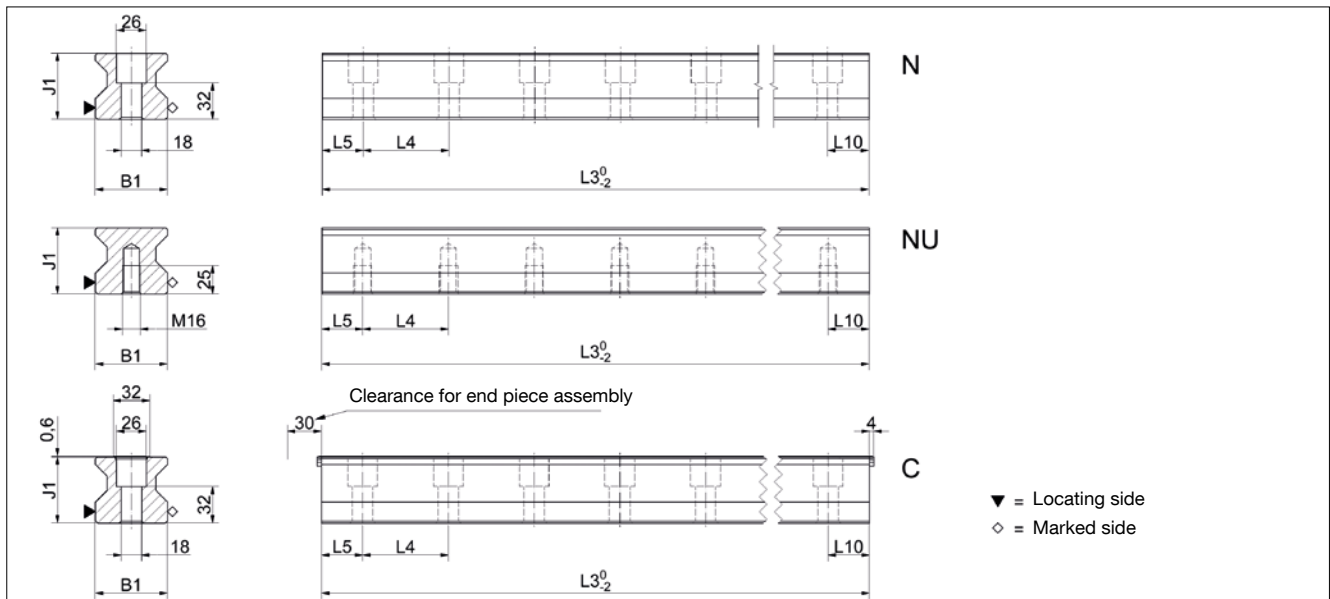 26
J1
32
18
B1
L5
L4
L10
L3 0 -2
N
J1
25
M16
B1
L5
L4
L10
L3 0 -2
NU
32
26
0,6
J1
32
18
B1
Clearance for end piece assembly
30
4
L5
L4
L10
L3 0 -2
C
▼ = Locating side
◇ = Marked side